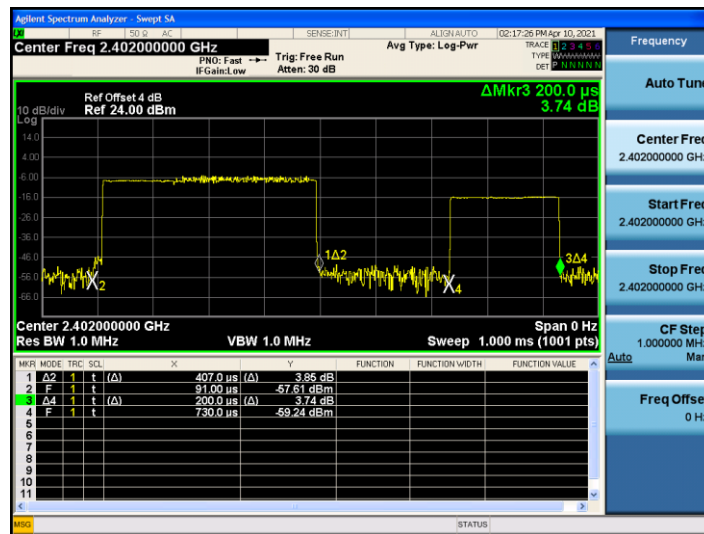 Agilent Spectrum Analyzer - Swept SA
RF 50 Ω AC SENSE:INT ALIGN AUTO 02:17:26 PM Apr 10, 2021
Center Freq 2.402000000 GHz Avg Type: Log-Pwr TRACE 1 2 3 4 5 6
PNO: Fast Trig: Free Run TYPE W
IFGain:Low Atten: 30 dB DET P N N N N N
Frequency
Auto Tune
ΔMkr3 200.0 µs
Ref Offset 4 dB
10 dB/div Ref 24.00 dBm 3.74 dB
Log
14.0
4.00
-6.00
-16.0
-26.0
-36.0
-46.0
-56.0
-66.0
1Δ2
3Δ4
2
4
Center 2.402000000 GHz Span 0 Hz
Res BW 1.0 MHz VBW 1.0 MHz Sweep 1.000 ms (1001 pts)
Center Freq
2.402000000 GHz
Start Freq
2.402000000 GHz
Stop Freq
2.402000000 GHz
CF Step
1.000000 MHz
Auto Man
Freq Offset
0 Hz
MKR MODE TRC SCL X Y FUNCTION FUNCTION WIDTH FUNCTION VALUE
1 Δ2 1 t (Δ) 407.0 µs (Δ) 3.85 dB
2 F 1 t 91.00 µs -57.61 dBm
3 Δ4 1 t (Δ) 200.0 µs (Δ) 3.74 dB
4 F 1 t 730.0 µs -59.24 dBm
5
6
7
8
9
10
11
MSG STATUS